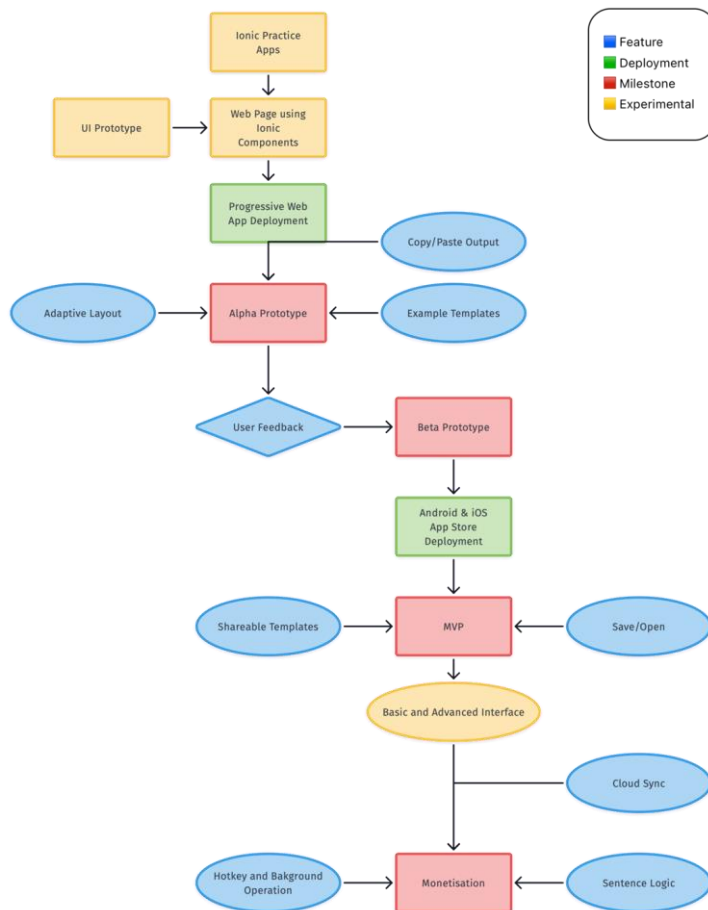 Ionic Practice
Apps
Feature
Deployment
Milestone
Experimental
UI Prototype
Web Page using
Ionic
Components
Progressive Web
App Deployment
Copy/Paste Output
Adaptive Layout
Alpha Prototype
Example Templates
User Feedback
Beta Prototype
Android & iOS
App Store
Deployment
Shareable Templates
MVP
Save/Open
Basic and Advanced Interface
Cloud Sync
Hotkey and Bakground
Operation
Monetisation
Sentence Logic